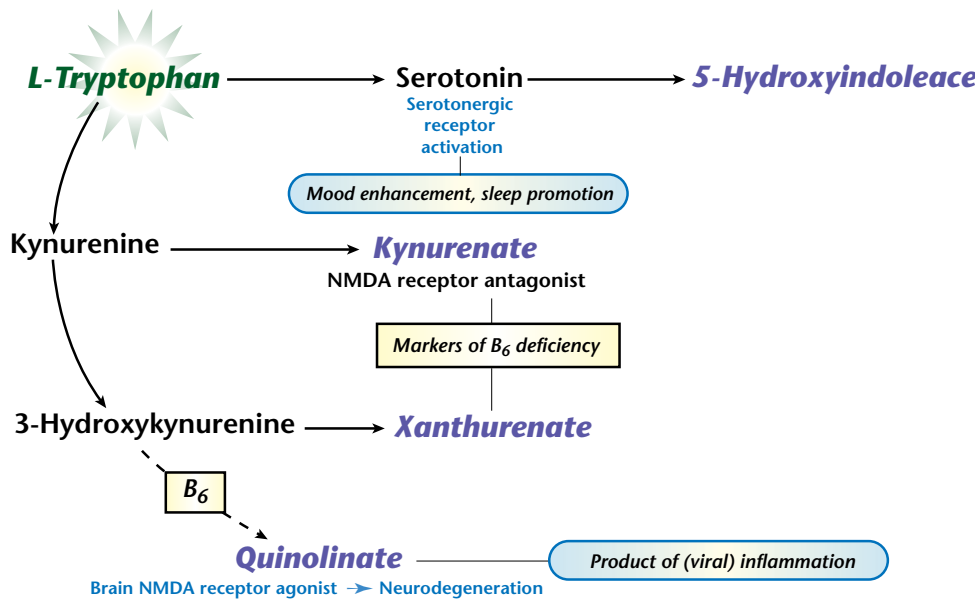 L-Tryptophan
Serotonin
5-Hydroxyindoleace
Serotonergic
receptor
activation
Mood enhancement, sleep promotion
Kynurenine
Kynurenate
NMDA receptor antagonist
Markers of B6 deficiency
3-Hydroxykynurenine
Xanthurenate
B6
Quinolinate
Product of (viral) inflammation
Brain NMDA receptor agonist → Neurodegeneration